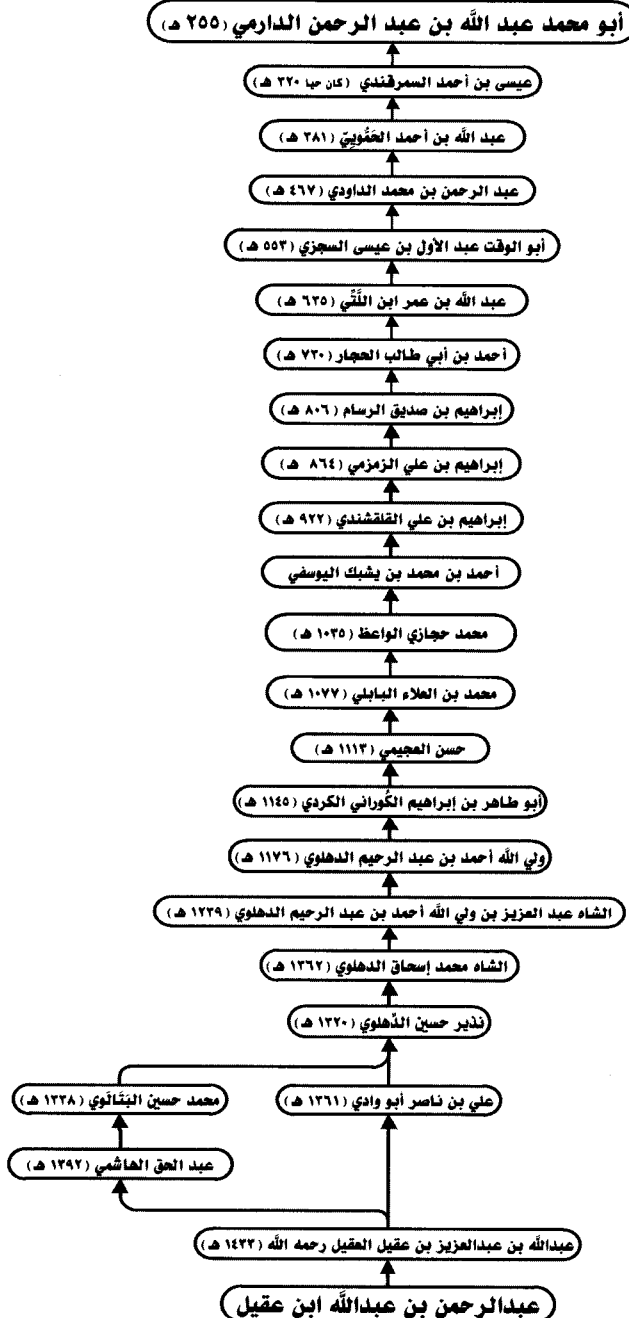 أبو محمد عبد الله بن عبد الرحمن الدارمي (٢٥٥ هـ)
عيسى بن أحمد السمرقندي (كان حيا ٣٢٠ هـ)
عبد الله بن أحمد الحَمُّوييّ (٣٨١ هـ)
عبد الرحمن بن محمد الداودي (٤٦٧ هـ)
أبو الوقت عبد الأول بن عيسى السجزي (٥٥٣ هـ)
عبد الله بن عمر ابن اللَّتِّي (٦٣٥ هـ)
أحمد بن أبي طالب الحجار (٧٣٠ هـ)
إبراهيم بن صديق الرسام (٨٠٦ هـ)
إبراهيم بن علي الزمزمي (٨٦٤ هـ)
إبراهيم بن علي القلقشندي (٩٢٢ هـ)
أحمد بن محمد بن يشبك اليوسفي
محمد حجازي الواعظ (١٠٣٥ هـ)
محمد بن العلاء البابلي (١٠٧٧ هـ)
حسن العجيمي (١١١٣ هـ)
أبو طاهر بن إبراهيم الكُوراني الكردي (١١٤٥ هـ)
ولي الله أحمد بن عبد الرحيم الدهلوي (١١٧٦ هـ)
الشاه عبد العزيز بن ولي الله أحمد بن عبد الرحيم الدهلوي (١٢٣٩ هـ)
الشاه محمد إسحاق الدهلوي (١٣٦٢ هـ)
نذير حسين الدِّهلوي (١٣٢٠ هـ)
علي بن ناصر أبو وادي (١٣٦١ هـ)
محمد حسين البَتَالَوي (١٣٣٨ هـ)
عبد الحق الهاشمي (١٣٩٢ هـ)
عبدالله بن عبدالعزيز بن عقيل العقيل رحمه الله (١٤٣٣ هـ)
عبدالرحمن بن عبدالله ابن عقيل